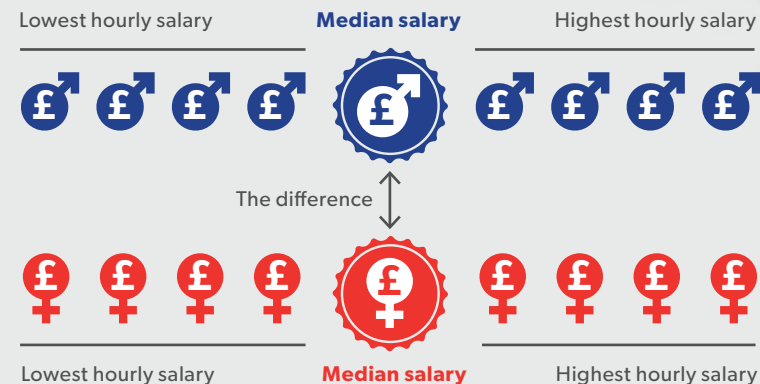 Lowest hourly salary Median salary Highest hourly salary
£ £ £ £ £ £ £ £ £
The difference
£ £ £ £ £ £ £ £ £
Lowest hourly salary Median salary Highest hourly salary